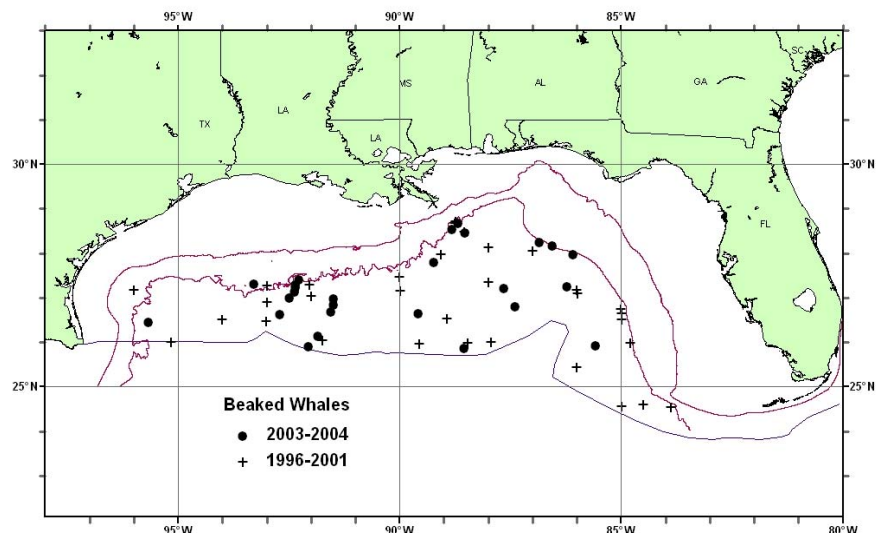 95°W 90°W 85°W 80°W
SC
MS AL GA
LA
TX
LA
30°N 30°N
FL
25°N 25°N
Beaked Whales
2003-2004
1996-2001
95°W 90°W 85°W 80°W